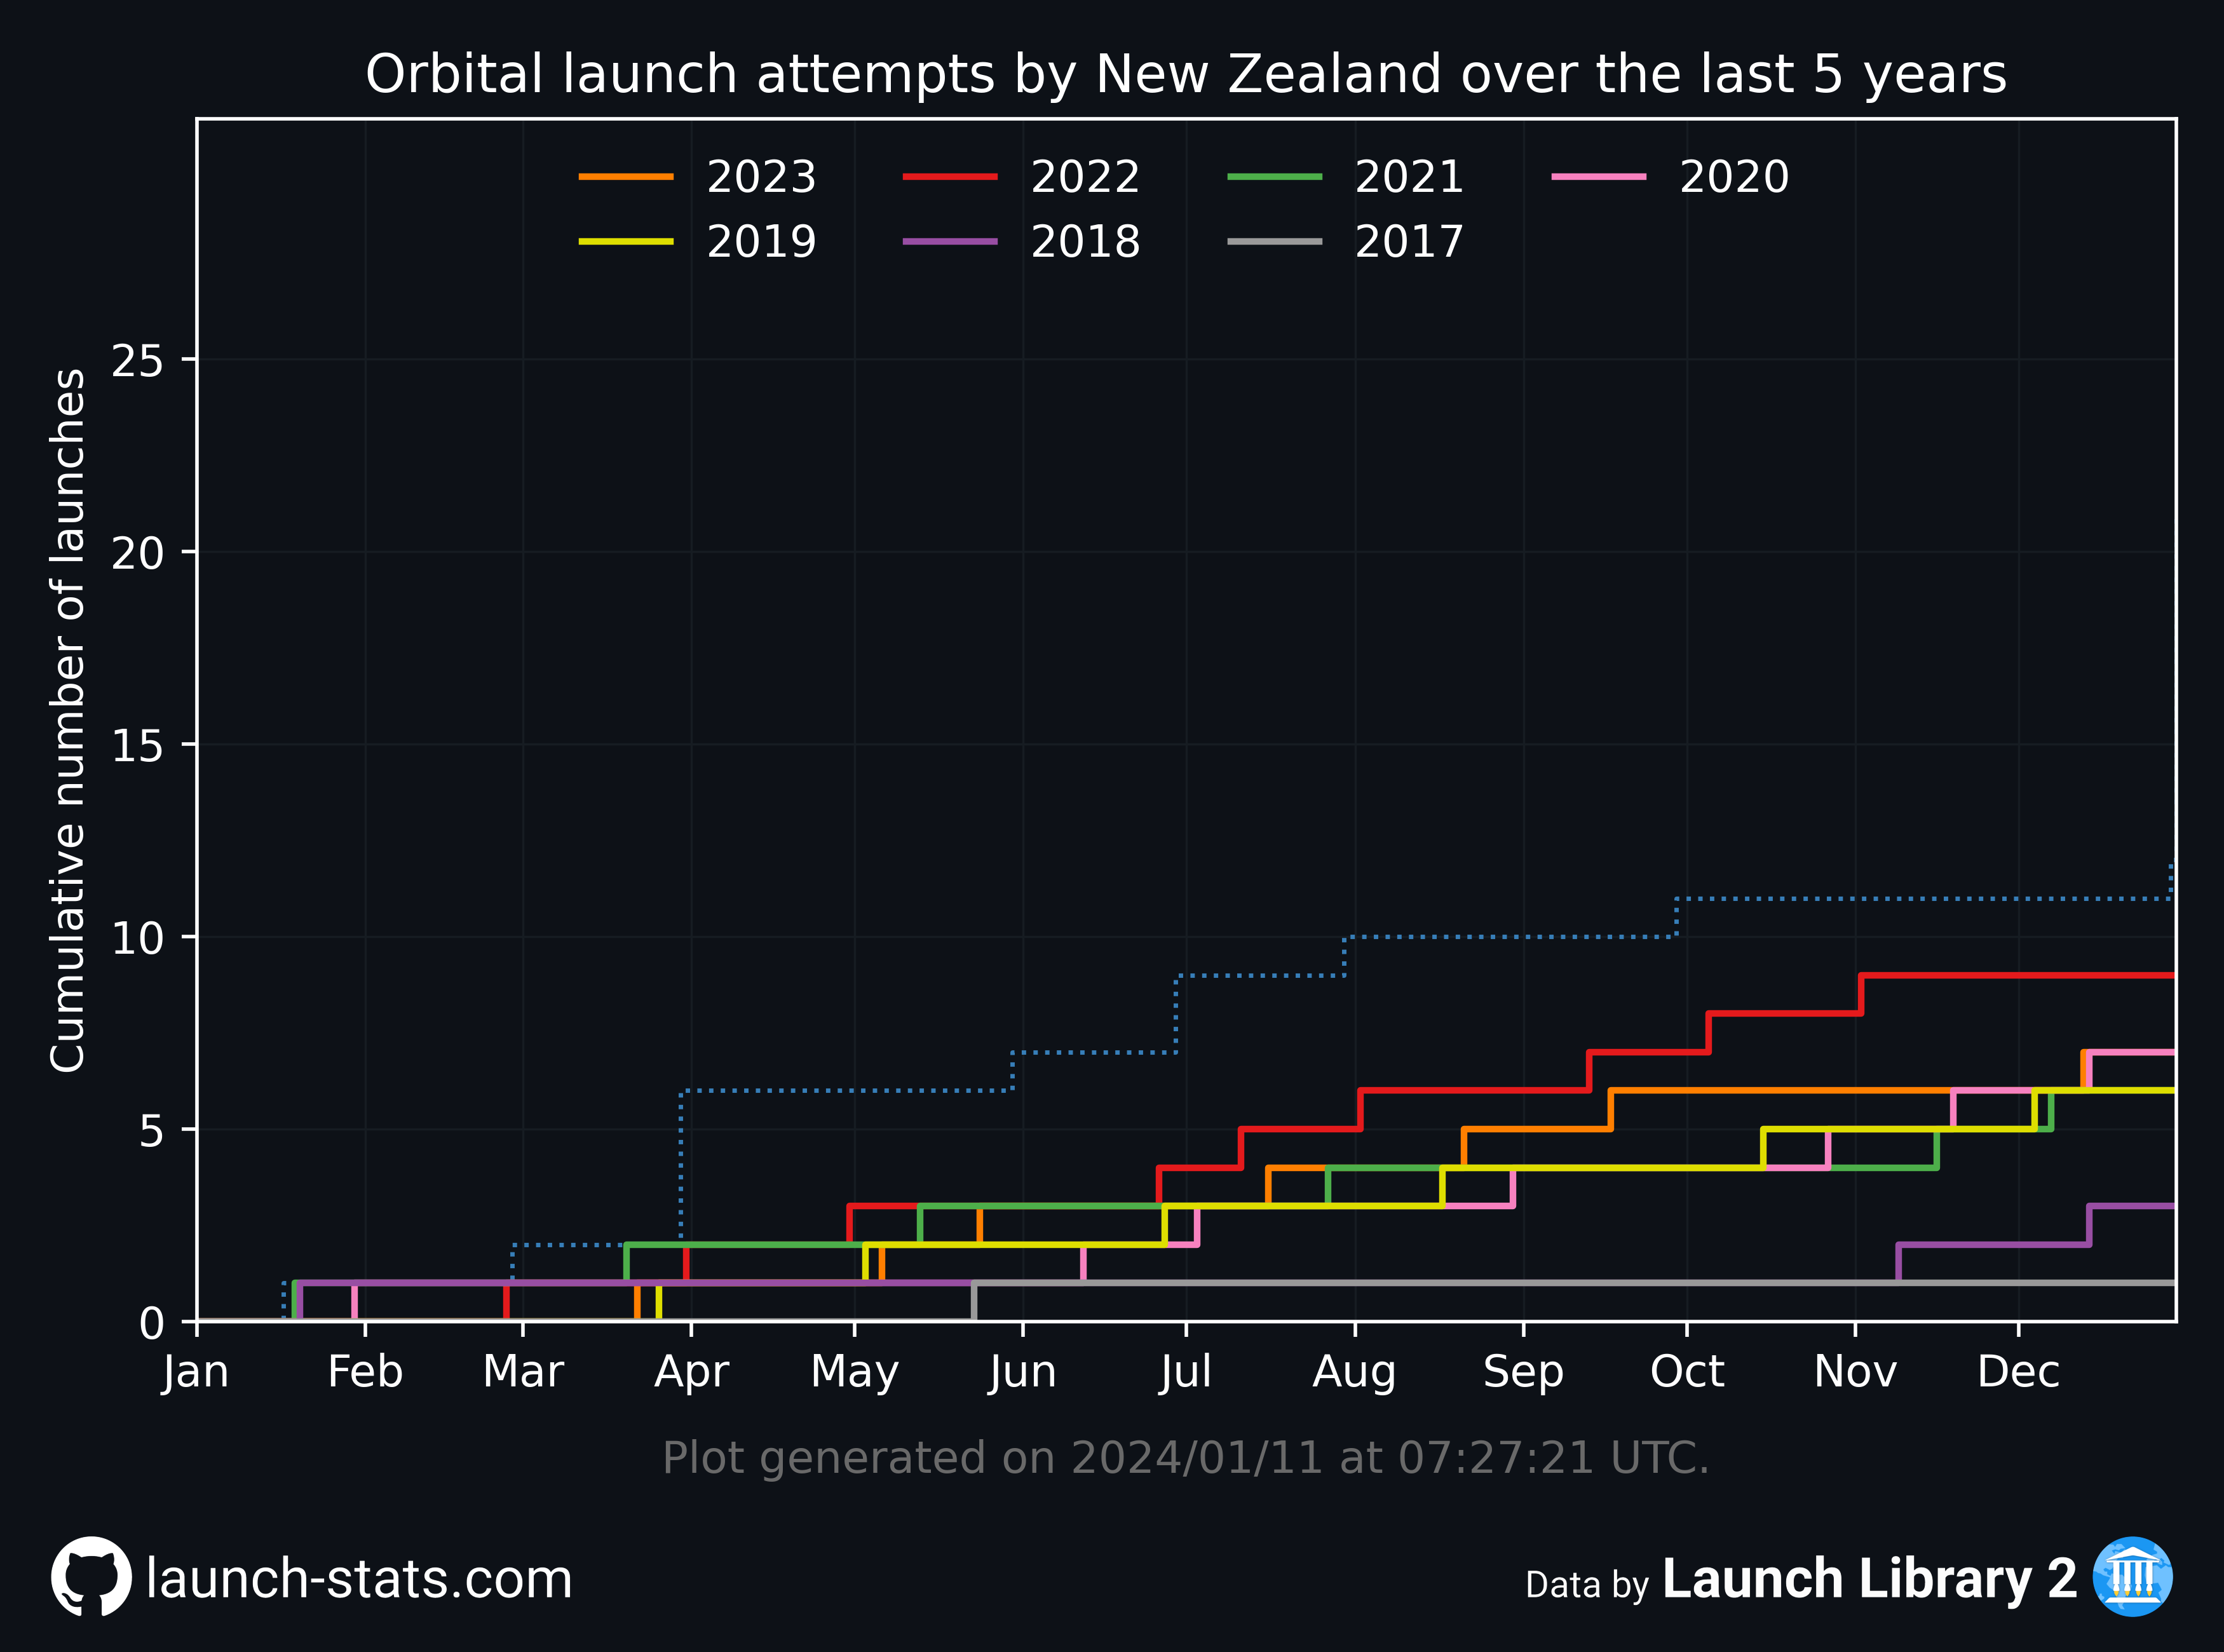 Orbital launch attempts by New Zealand over the last 5 years
2023 2022 2021 2020
2019 2018 2017
Cumulative number of launches
25
20
15
10
5
0
Jan Feb Mar Apr May Jun Jul Aug Sep Oct Nov Dec
Plot generated on 2024/01/11 at 07:27:21 UTC.
launch-stats.com
Data by Launch Library 2